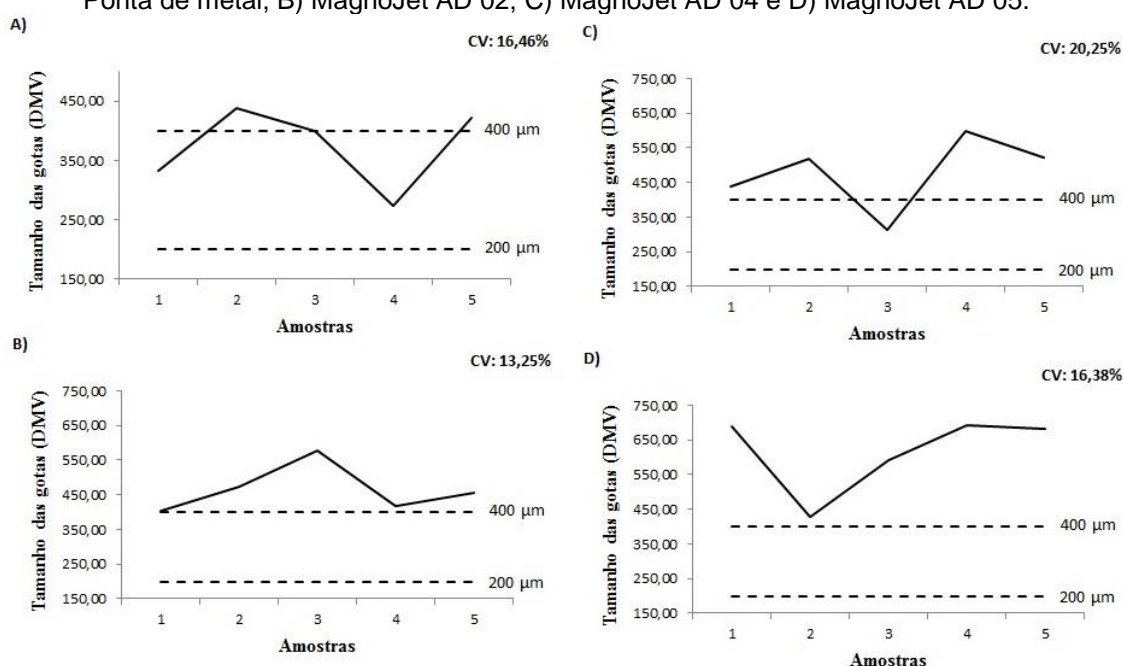 Ponta de metal, B) MagnoJet AD 02, C) MagnoJet AD 04 e D) MagnoJet AD 05.
A)
CV: 16,46%
Tamanho das gotas (DMV)
450,00
350,00
250,00
150,00
400 µm
200 µm
1 2 3 4 5
Amostras
B)
CV: 13,25%
Tamanho das gotas (DMV)
750,00
650,00
550,00
450,00
350,00
250,00
150,00
400 µm
200 µm
1 2 3 4 5
Amostras
C)
CV: 20,25%
Tamanho das gotas (DMV)
750,00
650,00
550,00
450,00
350,00
250,00
150,00
400 µm
200 µm
1 2 3 4 5
Amostras
D)
CV: 16,38%
Tamanho das gotas (DMV)
750,00
650,00
550,00
450,00
350,00
250,00
150,00
400 µm
200 µm
1 2 3 4 5
Amostras